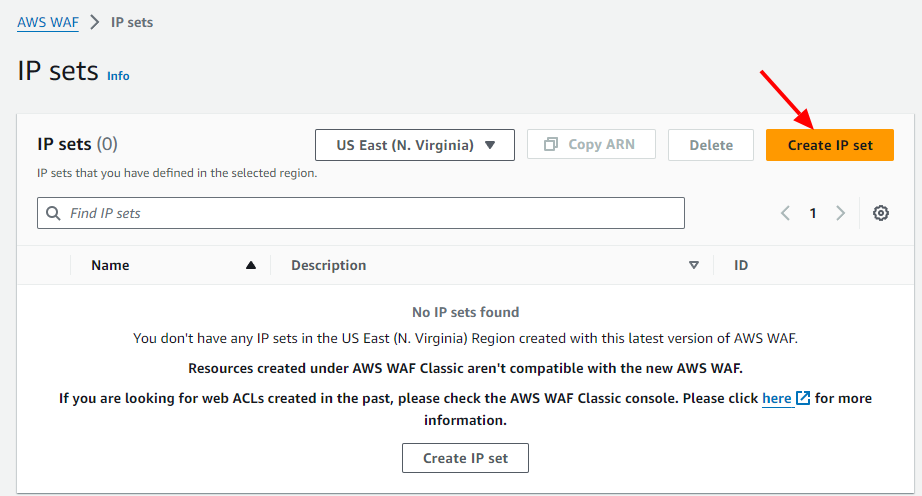 AWS WAF > IP sets
IP sets Info
IP sets (0)
US East (N. Virginia)
Copy ARN
Delete
Create IP set
IP sets that you have defined in the selected region.
Find IP sets
1
Name
Description
ID
No IP sets found
You don't have any IP sets in the US East (N. Virginia) Region created with this latest version of AWS WAF.
Resources created under AWS WAF Classic aren't compatible with the new AWS WAF.
If you are looking for web ACLs created in the past, please check the AWS WAF Classic console. Please click here for more
information.
Create IP set